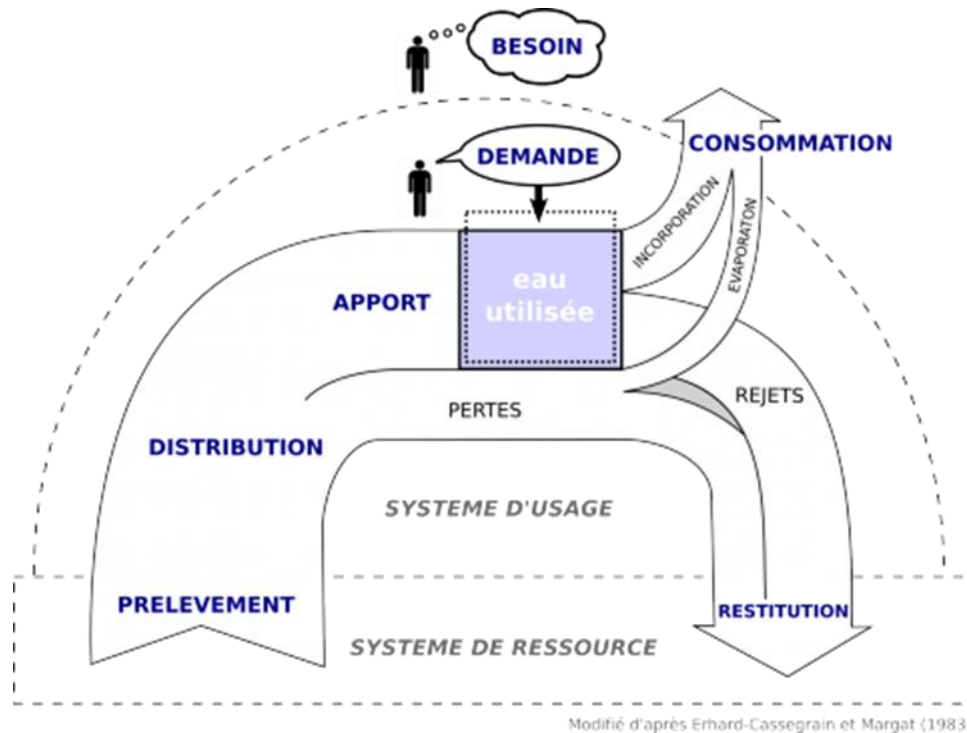 BESOIN
DEMANDE
CONSOMMATION
INCORPORATION
EVAPORATON
eau
utilisée
APPORT
REJETS
PERTES
DISTRIBUTION
SYSTEME D'USAGE
PRELEVEMENT
RESTITUTION
SYSTEME DE RESSOURCE
Modifié d'après Erhard-Cassegrain et Margat (1983